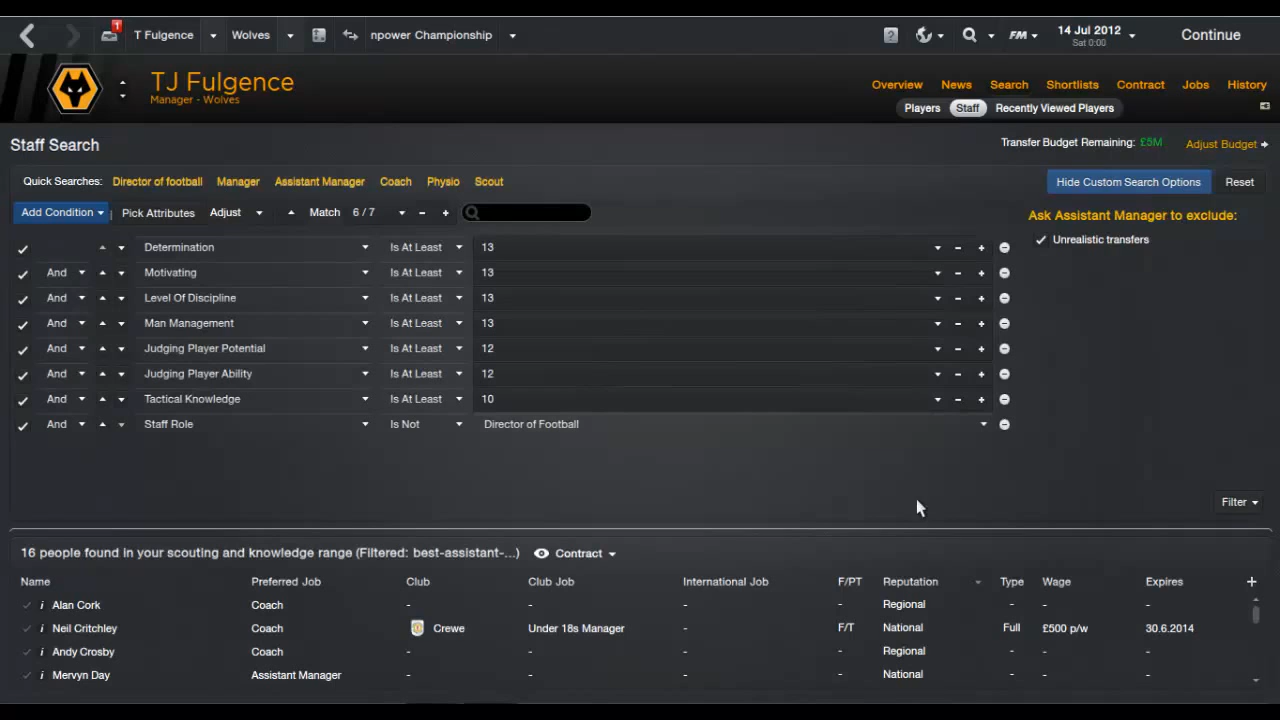 1
T Fulgence Wolves npower Championship ? FM 14 Jul 2012 Continue
Sat 0:00
TJ Fulgence
Manager - Wolves
Overview News Search Shortlists Contract Jobs History
Players Staff Recently Viewed Players
Staff Search
Transfer Budget Remaining: £5M Adjust Budget
Quick Searches: Director of football Manager Assistant Manager Coach Physio Scout
Hide Custom Search Options Reset
Add Condition Pick Attributes Adjust Match 6 / 7
Ask Assistant Manager to exclude:
Unrealistic transfers
Determination Is At Least 13
And Motivating Is At Least 13
And Level Of Discipline Is At Least 13
And Man Management Is At Least 13
And Judging Player Potential Is At Least 12
And Judging Player Ability Is At Least 12
And Tactical Knowledge Is At Least 10
And Staff Role Is Not Director of Football
Filter
16 people found in your scouting and knowledge range (Filtered: best-assistant-...) Contract
Name Preferred Job Club Club Job International Job F/PT Reputation Type Wage Expires
i Alan Cork Coach - - - - Regional - - -
i Neil Critchley Coach Crewe Under 18s Manager - F/T National Full £500 p/w 30.6.2014
i Andy Crosby Coach - - - - Regional - - -
i Mervyn Day Assistant Manager - - - - National - - -